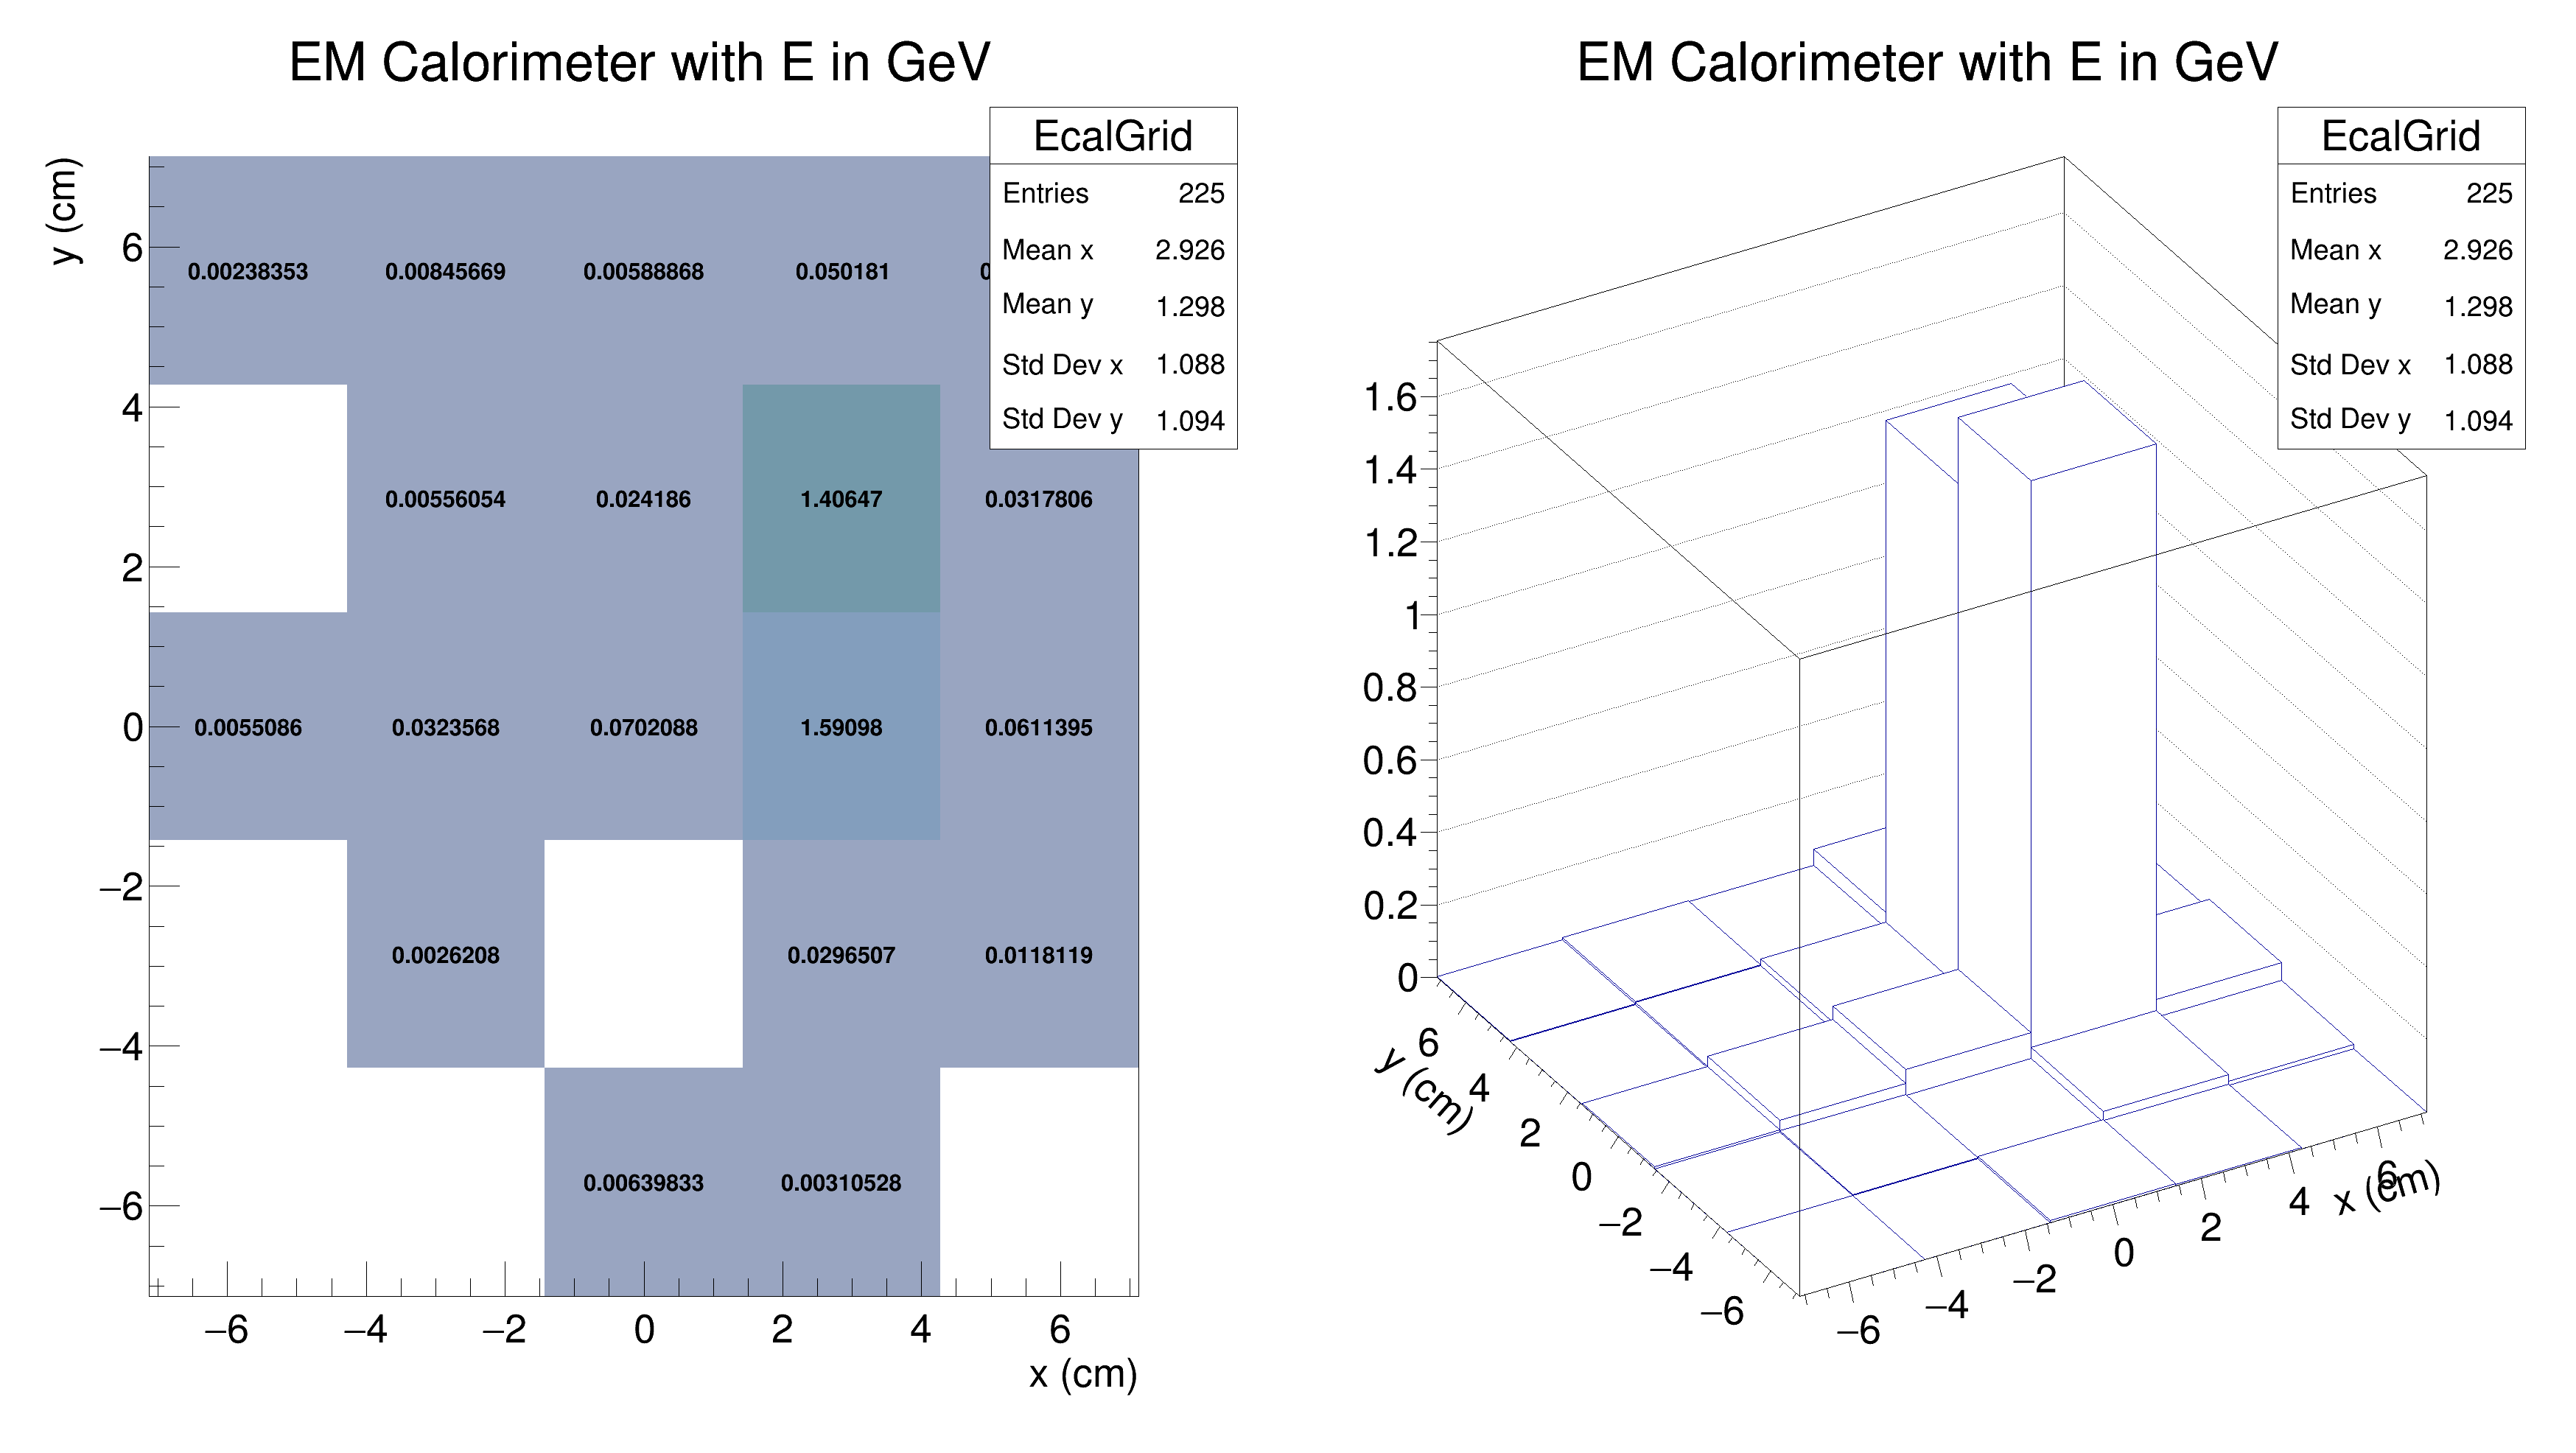 EM Calorimeter with E in GeV
EcalGrid
Entries 225
Mean x 2.926
Mean y 1.298
Std Dev x 1.088
Std Dev y 1.094
y (cm)
6
4
2
0
−2
−4
−6
0.00238353 0.00845669 0.00588868 0.050181
0.00556054 0.024186 1.40647 0.0317806
0.0055086 0.0323568 0.0702088 1.59098 0.0611395
0.0026208 0.0296507 0.0118119
0.00639833 0.00310528
−6 −4 −2 0 2 4 6
x (cm)
EM Calorimeter with E in GeV
EcalGrid
Entries 225
Mean x 2.926
Mean y 1.298
Std Dev x 1.088
Std Dev y 1.094
1.6
1.4
1.2
1
0.8
0.6
0.4
0.2
0
y (cm)
6
4
2
0
−2
−4
−6
−6 −4 −2 0 2 4 6
x (cm)